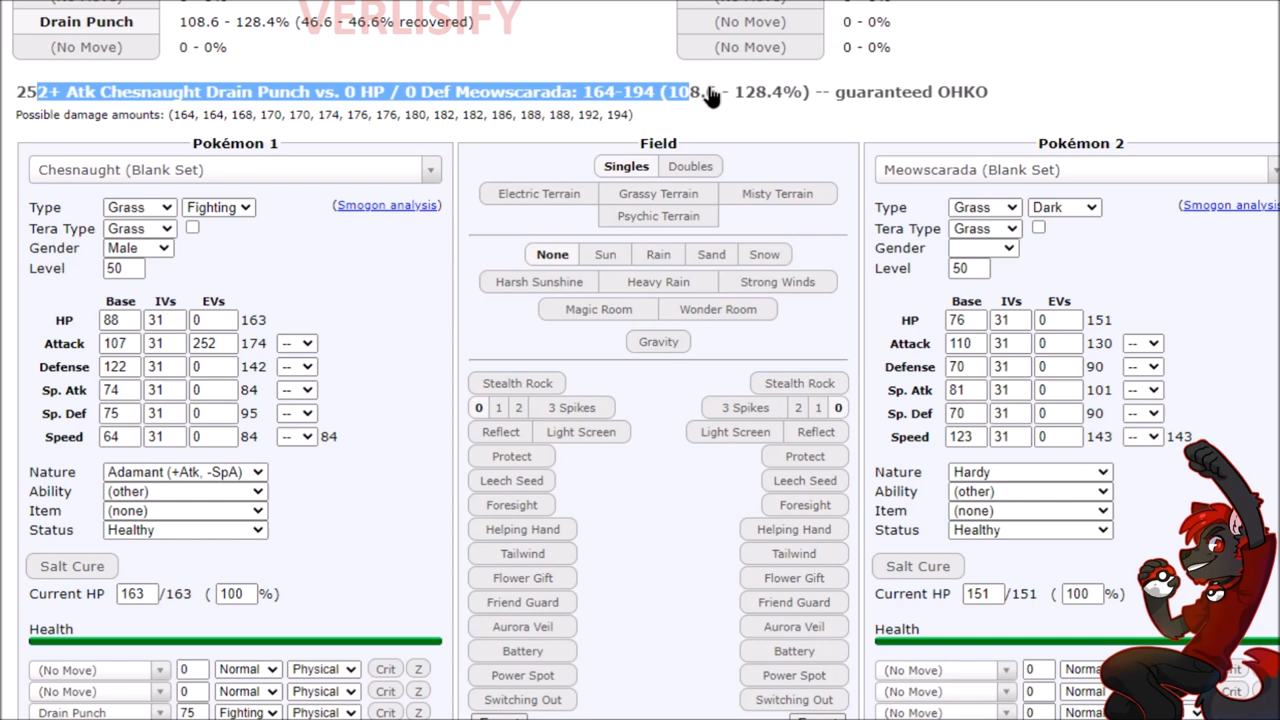 VERLISIFY
Drain Punch 108.6 - 128.4% (46.6 - 46.6% recovered) (No Move) 0 - 0%
(No Move) 0 - 0% (No Move) 0 - 0%
252+ Atk Chesnaught Drain Punch vs. 0 HP / 0 Def Meowscarada: 164-194 (108.6 - 128.4%) -- guaranteed OHKO
Possible damage amounts: (164, 164, 168, 170, 170, 174, 176, 176, 180, 182, 182, 186, 188, 188, 192, 194)
Pokémon 1
Chesnaught (Blank Set)
Type Grass Fighting (Smogon analysis)
Tera Type Grass
Gender Male
Level 50
Base IVs EVs
HP 88 31 0 163
Attack 107 31 252 174 --
Defense 122 31 0 142 --
Sp. Atk 74 31 0 84 --
Sp. Def 75 31 0 95 --
Speed 64 31 0 84 -- 84
Nature Adamant (+Atk, -SpA)
Ability (other)
Item (none)
Status Healthy
Salt Cure
Current HP 163 /163 ( 100 %)
Health
(No Move) 0 Normal Physical Crit Z
(No Move) 0 Normal Physical Crit Z
Drain Punch 75 Fighting Physical Crit Z
Field
Singles Doubles
Electric Terrain Grassy Terrain Misty Terrain
Psychic Terrain
None Sun Rain Sand Snow
Harsh Sunshine Heavy Rain Strong Winds
Magic Room Wonder Room
Gravity
Stealth Rock Stealth Rock
0 1 2 3 Spikes 3 Spikes 2 1 0
Reflect Light Screen Light Screen Reflect
Protect Protect
Leech Seed Leech Seed
Foresight Foresight
Helping Hand Helping Hand
Tailwind Tailwind
Flower Gift Flower Gift
Friend Guard Friend Guard
Aurora Veil Aurora Veil
Battery Battery
Power Spot Power Spot
Switching Out Switching Out
Pokémon 2
Meowscarada (Blank Set)
Type Grass Dark (Smogon analysis)
Tera Type Grass
Gender
Level 50
Base IVs EVs
HP 76 31 0 151
Attack 110 31 0 130 --
Defense 70 31 0 90 --
Sp. Atk 81 31 0 101 --
Sp. Def 70 31 0 90 --
Speed 123 31 0 143 -- 143
Nature Hardy
Ability (other)
Item (none)
Status Healthy
Salt Cure
Current HP 151 /151 ( 100 %)
Health
(No Move) 0 Norma
(No Move) 0 Norma Crit
(No Move) 0 Norma